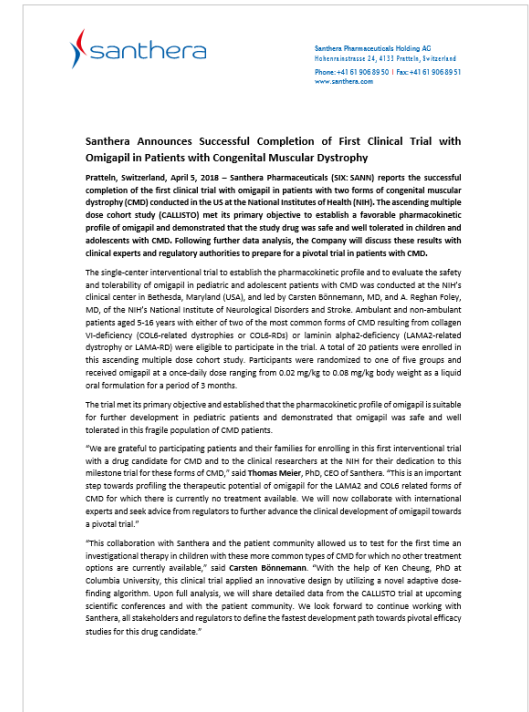 santhera
Santhera Pharmaceuticals Holding AG
Hohenrainstrasse 24, 4133 Pratteln, Switzerland
Phone: +41 61 906 89 50 | Fax: +41 61 906 89 51
www.santhera.com
Santhera Announces Successful Completion of First Clinical Trial with
Omigapil in Patients with Congenital Muscular Dystrophy
Pratteln, Switzerland, April 5, 2018 – Santhera Pharmaceuticals (SIX: SANN) reports the successful
completion of the first clinical trial with omigapil in patients with two forms of congenital muscular
dystrophy (CMD) conducted in the US at the National Institutes of Health (NIH). The ascending multiple
dose cohort study (CALLISTO) met its primary objective to establish a favorable pharmacokinetic
profile of omigapil and demonstrated that the study drug was safe and well tolerated in children and
adolescents with CMD. Following further data analysis, the Company will discuss these results with
clinical experts and regulatory authorities to prepare for a pivotal trial in patients with CMD.
The single-center interventional trial to establish the pharmacokinetic profile and to evaluate the safety
and tolerability of omigapil in pediatric and adolescent patients with CMD was conducted at the NIH's
clinical center in Bethesda, Maryland (USA), and led by Carsten Bönnemann, MD, and A. Reghan Foley,
MD, of the NIH's National Institute of Neurological Disorders and Stroke. Ambulant and non-ambulant
patients aged 5-16 years with either of two of the most common forms of CMD resulting from collagen
VI-deficiency (COL6-related dystrophies or COL6-RDs) or laminin alpha2-deficiency (LAMA2-related
dystrophy or LAMA-RD) were eligible to participate in the trial. A total of 20 patients were enrolled in
this ascending multiple dose cohort study. Participants were randomized to one of five groups and
received omigapil at a once-daily dose ranging from 0.02 mg/kg to 0.08 mg/kg body weight as a liquid
oral formulation for a period of 3 months.
The trial met its primary objective and established that the pharmacokinetic profile of omigapil is suitable
for further development in pediatric patients and demonstrated that omigapil was safe and well
tolerated in this fragile population of CMD patients.
"We are grateful to participating patients and their families for enrolling in this first interventional trial
with a drug candidate for CMD and to the clinical researchers at the NIH for their dedication to this
milestone trial for these forms of CMD," said Thomas Meier, PhD, CEO of Santhera. "This is an important
step towards profiling the therapeutic potential of omigapil for the LAMA2 and COL6 related forms of
CMD for which there is currently no treatment available. We will now collaborate with international
experts and seek advice from regulators to further advance the clinical development of omigapil towards
a pivotal trial."
"This collaboration with Santhera and the patient community allowed us to test for the first time an
investigational therapy in children with these more common types of CMD for which no other treatment
options are currently available," said Carsten Bönnemann. "With the help of Ken Cheung, PhD at
Columbia University, this clinical trial applied an innovative design by utilizing a novel adaptive dose-
finding algorithm. Upon full analysis, we will share detailed data from the CALLISTO trial at upcoming
scientific conferences and with the patient community. We look forward to continue working with
Santhera, all stakeholders and regulators to define the fastest development path towards pivotal efficacy
studies for this drug candidate."